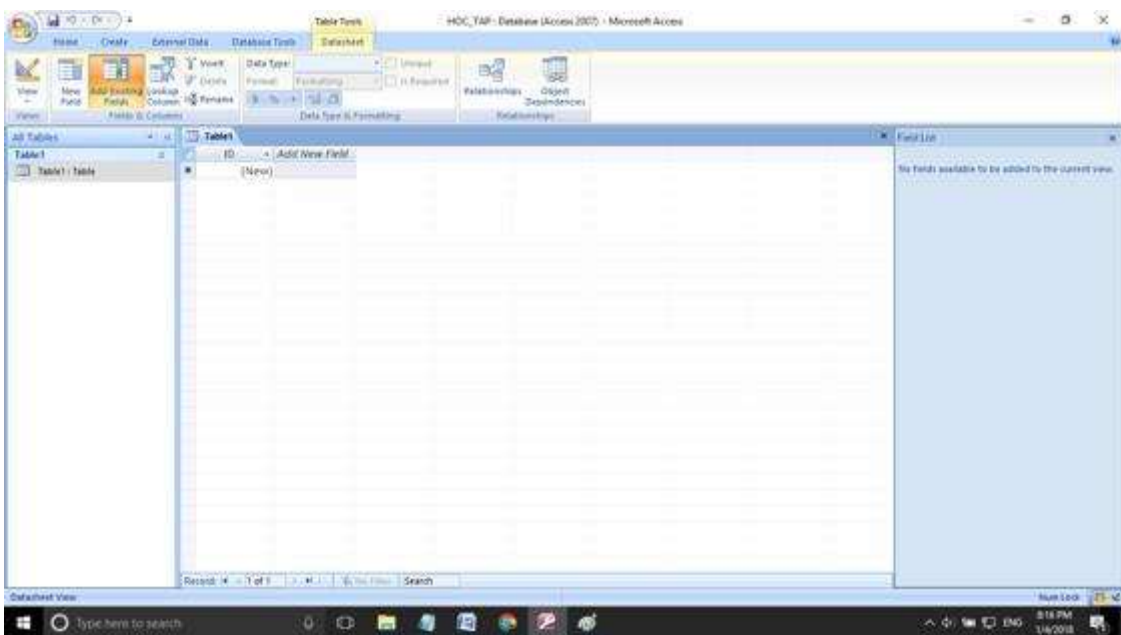 Table Tools HOC_TAP - Database (Access 2007) - Microsoft Access
Home Create External Data Database Tools Datasheet
View
New Field
Add Existing Fields
Lookup Column
Insert
Delete
Rename
Data Type:
Format: Formatting
Unique
Is Required
Relationships
Object Dependencies
Views Fields & Columns Data Type & Formatting Relationships
All Tables
Table1
Table1 : Table
Table1
ID Add New Field
(New)
Field List
No fields available to be added to the current view.
Record: 1 of 1 No Filter Search
Datasheet View Num Lock
Type here to search ENG 8:16 PM
1/4/2018